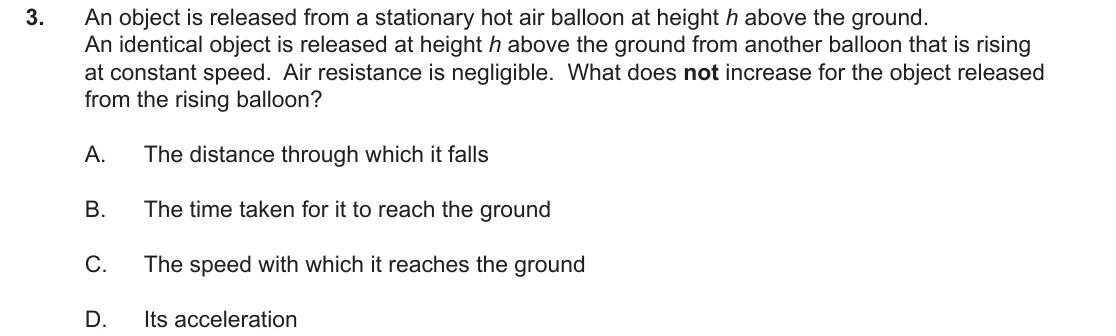 3. An object is released from a stationary hot air balloon at height h above the ground.
An identical object is released at height h above the ground from another balloon that is rising
at constant speed. Air resistance is negligible. What does not increase for the object released
from the rising balloon?
A. The distance through which it falls
B. The time taken for it to reach the ground
C. The speed with which it reaches the ground
D. Its acceleration